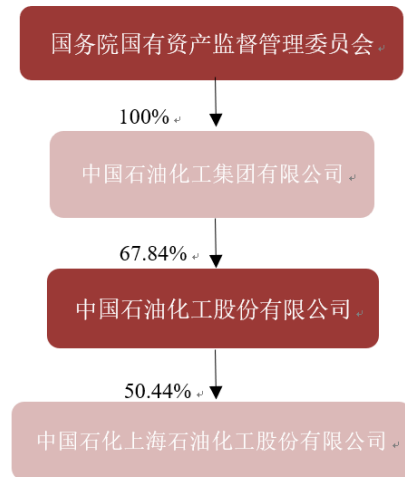 国务院国有资产监督管理委员会
100%
中国石油化工集团有限公司
67.84%
中国石油化工股份有限公司
50.44%
中国石化上海石油化工股份有限公司